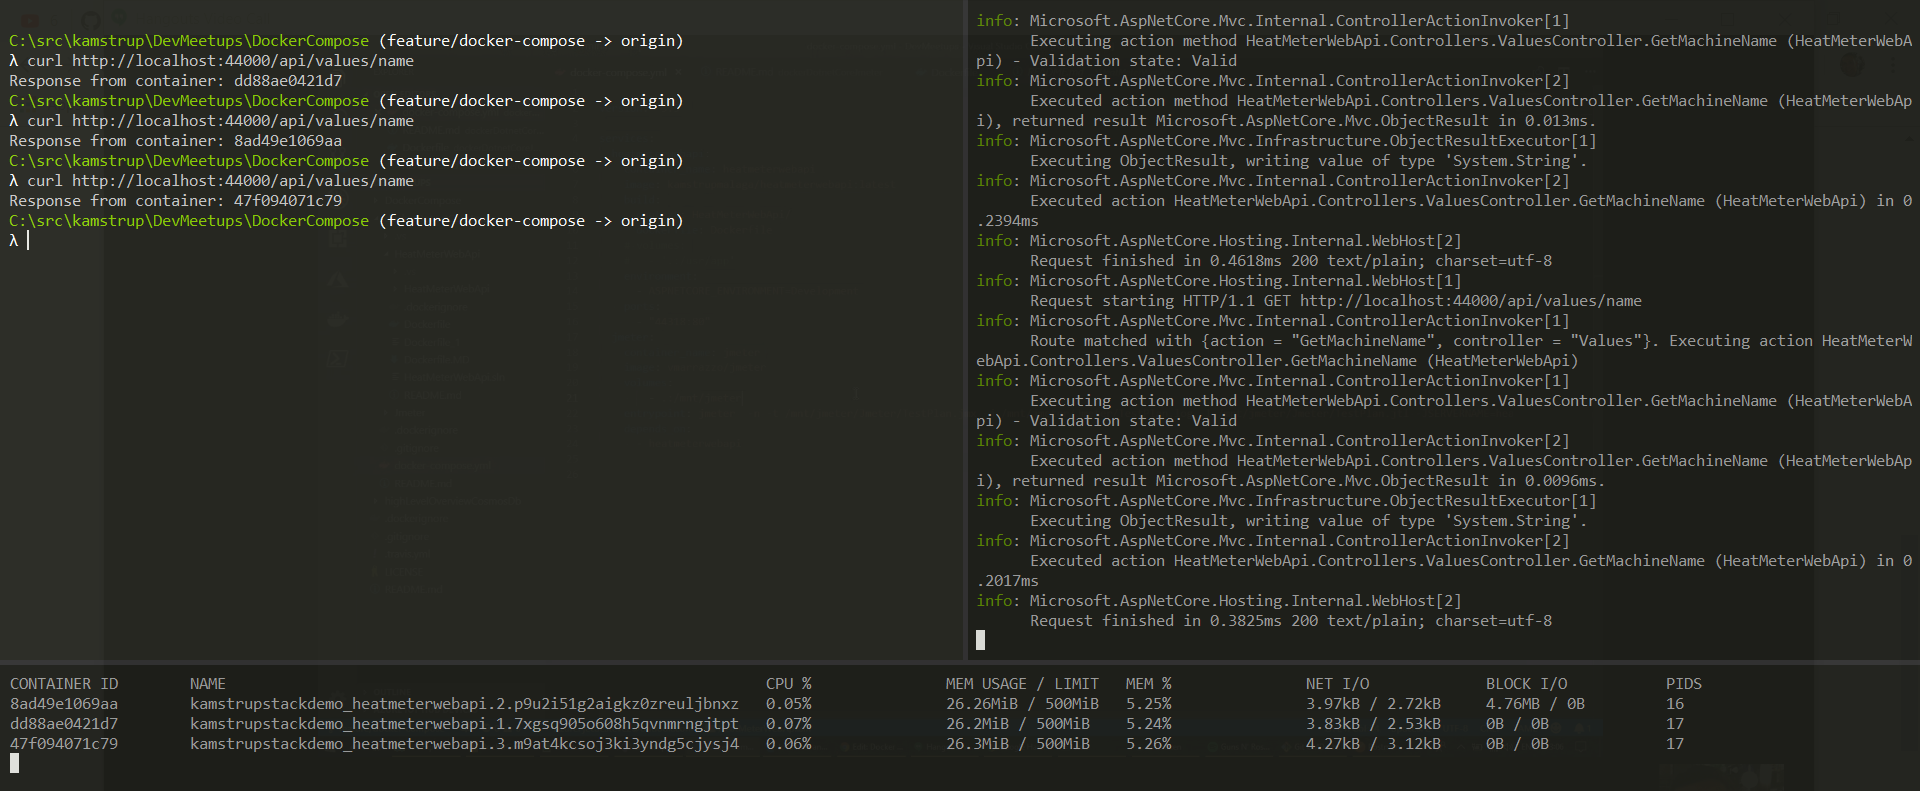 C:\src\kamstrup\DevMeetups\DockerCompose (feature/docker-compose -> origin)
λ curl http://localhost:44000/api/values/name
Response from container: dd88ae0421d7
C:\src\kamstrup\DevMeetups\DockerCompose (feature/docker-compose -> origin)
λ curl http://localhost:44000/api/values/name
Response from container: 8ad49e1069aa
C:\src\kamstrup\DevMeetups\DockerCompose (feature/docker-compose -> origin)
λ curl http://localhost:44000/api/values/name
Response from container: 47f094071c79
C:\src\kamstrup\DevMeetups\DockerCompose (feature/docker-compose -> origin)
λ
info: Microsoft.AspNetCore.Mvc.Internal.ControllerActionInvoker[1]
Executing action method HeatMeterWebApi.Controllers.ValuesController.GetMachineName (HeatMeterWebA
pi) - Validation state: Valid
info: Microsoft.AspNetCore.Mvc.Internal.ControllerActionInvoker[2]
Executed action method HeatMeterWebApi.Controllers.ValuesController.GetMachineName (HeatMeterWebAp
i), returned result Microsoft.AspNetCore.Mvc.ObjectResult in 0.013ms.
info: Microsoft.AspNetCore.Mvc.Infrastructure.ObjectResultExecutor[1]
Executing ObjectResult, writing value of type 'System.String'.
info: Microsoft.AspNetCore.Mvc.Internal.ControllerActionInvoker[2]
Executed action HeatMeterWebApi.Controllers.ValuesController.GetMachineName (HeatMeterWebApi) in 0
.2394ms
info: Microsoft.AspNetCore.Hosting.Internal.WebHost[2]
Request finished in 0.4618ms 200 text/plain; charset=utf-8
info: Microsoft.AspNetCore.Hosting.Internal.WebHost[1]
Request starting HTTP/1.1 GET http://localhost:44000/api/values/name
info: Microsoft.AspNetCore.Mvc.Internal.ControllerActionInvoker[1]
Route matched with {action = "GetMachineName", controller = "Values"}. Executing action HeatMeterW
ebApi.Controllers.ValuesController.GetMachineName (HeatMeterWebApi)
info: Microsoft.AspNetCore.Mvc.Internal.ControllerActionInvoker[1]
Executing action method HeatMeterWebApi.Controllers.ValuesController.GetMachineName (HeatMeterWebA
pi) - Validation state: Valid
info: Microsoft.AspNetCore.Mvc.Internal.ControllerActionInvoker[2]
Executed action method HeatMeterWebApi.Controllers.ValuesController.GetMachineName (HeatMeterWebAp
i), returned result Microsoft.AspNetCore.Mvc.ObjectResult in 0.0096ms.
info: Microsoft.AspNetCore.Mvc.Infrastructure.ObjectResultExecutor[1]
Executing ObjectResult, writing value of type 'System.String'.
info: Microsoft.AspNetCore.Mvc.Internal.ControllerActionInvoker[2]
Executed action HeatMeterWebApi.Controllers.ValuesController.GetMachineName (HeatMeterWebApi) in 0
.2017ms
info: Microsoft.AspNetCore.Hosting.Internal.WebHost[2]
Request finished in 0.3825ms 200 text/plain; charset=utf-8
CONTAINER ID NAME CPU % MEM USAGE / LIMIT MEM % NET I/O BLOCK I/O PIDS
8ad49e1069aa kamstrupstackdemo_heatmeterwebapi.2.p9u2i51g2aigkz0zreuljbnxz 0.05% 26.26MiB / 500MiB 5.25% 3.97kB / 2.72kB 4.76MB / 0B 16
dd88ae0421d7 kamstrupstackdemo_heatmeterwebapi.1.7xgsq905o608h5qvnmrngjtpt 0.07% 26.2MiB / 500MiB 5.24% 3.83kB / 2.53kB 0B / 0B 17
47f094071c79 kamstrupstackdemo_heatmeterwebapi.3.m9at4kcsoj3ki3yndg5cjysj4 0.06% 26.3MiB / 500MiB 5.26% 4.27kB / 3.12kB 0B / 0B 17